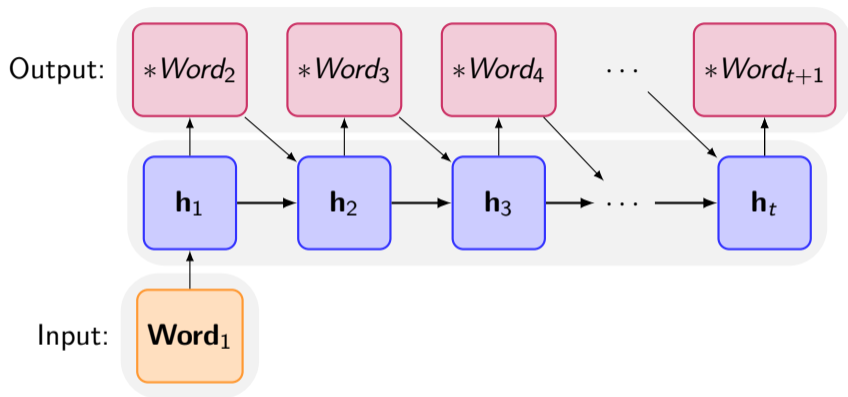 Output: *Word₂ *Word₃ *Word₄ ⋯ *Wordₜ₊₁
h₁ h₂ h₃ ⋯ hₜ
Input: Word₁